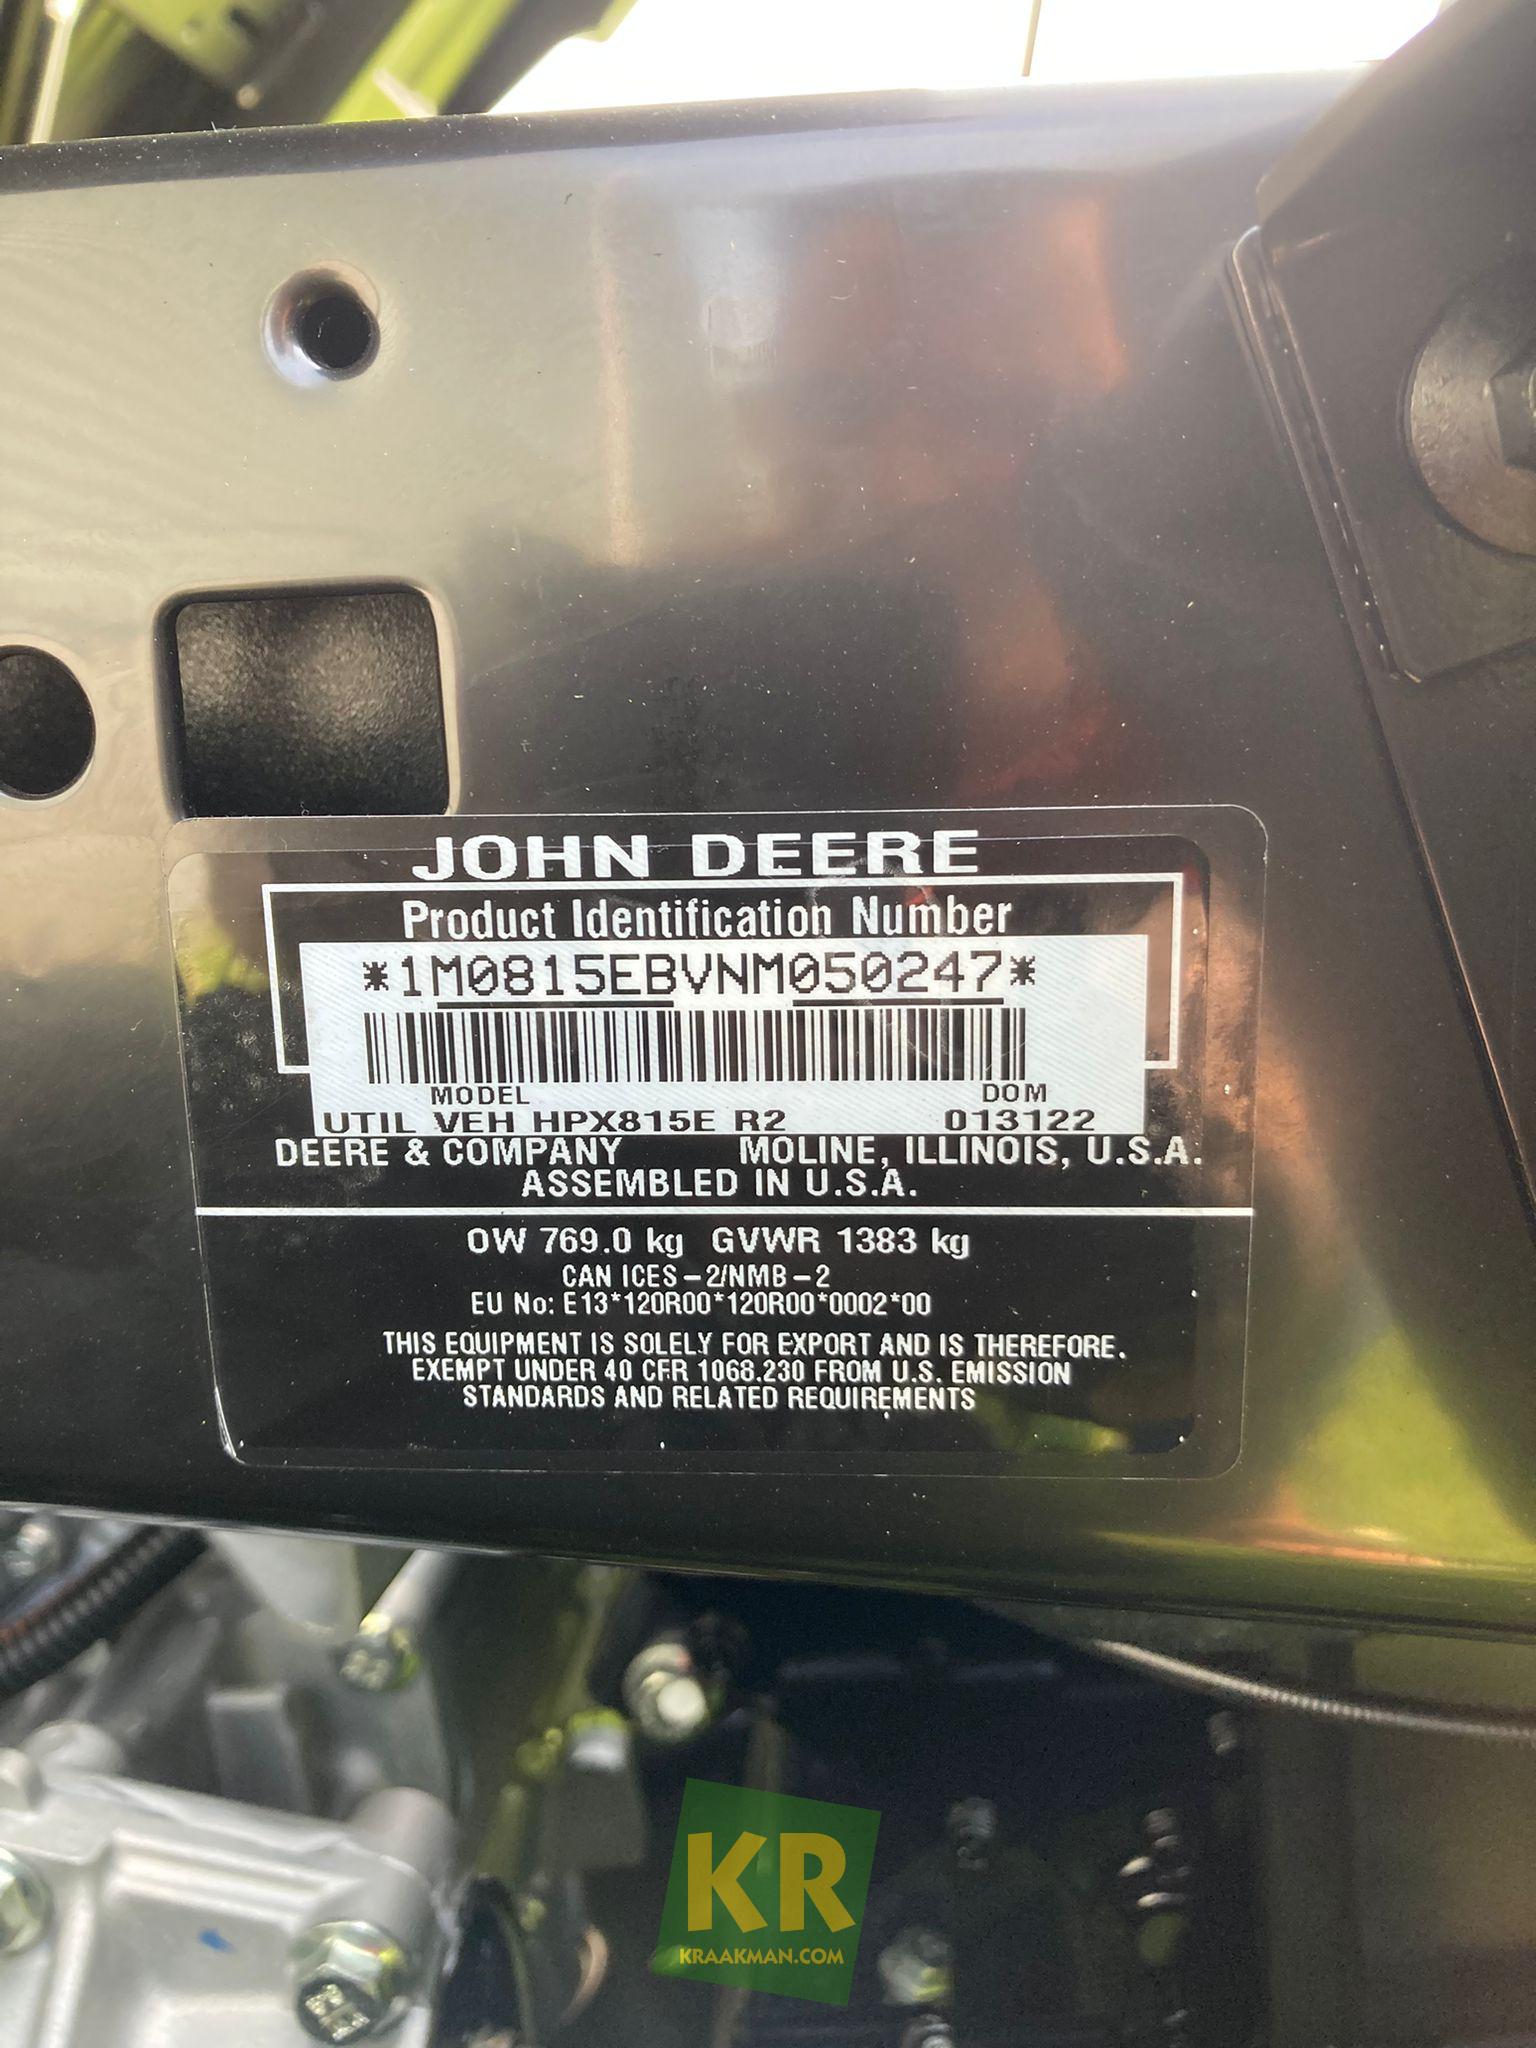 JOHN DEERE
Product Identification Number
*1M0815EBVNM050247*
MODEL DOM
UTIL VEH HPX815E R2 013122
DEERE & COMPANY MOLINE, ILLINOIS, U.S.A.
ASSEMBLED IN U.S.A.
OW 769.0 kg GVWR 1383 kg
CAN ICES-2/NMB-2
EU No: E13*120R00*120R00*0002*00
THIS EQUIPMENT IS SOLELY FOR EXPORT AND IS THEREFORE.
EXEMPT UNDER 40 CFR 1068.230 FROM U.S. EMISSION
STANDARDS AND RELATED REQUIREMENTS
KR
KRAAKMAN.COM